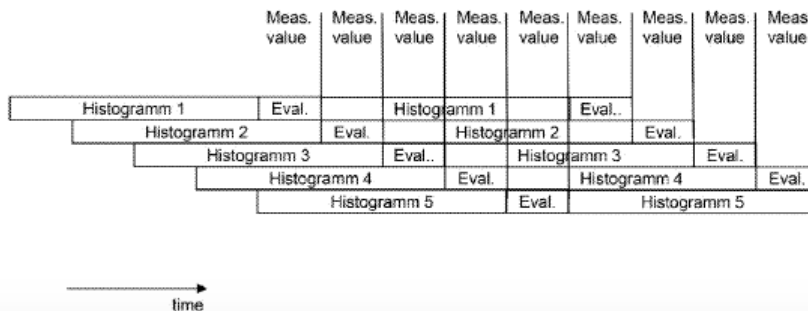 Meas. Meas. Meas. Meas. Meas. Meas. Meas. Meas. Meas
value value value value value value value value value
Histogramm 1 Eval. Histogramm 1 Eval..
Histogramm 2 Eval. Histogramm 2 Eval.
Histogramm 3 Eval.. Histogramm 3 Eval.
Histogramm 4 Eval. Histogramm 4 Eval.
Histogramm 5 Eval. Histogramm 5
time